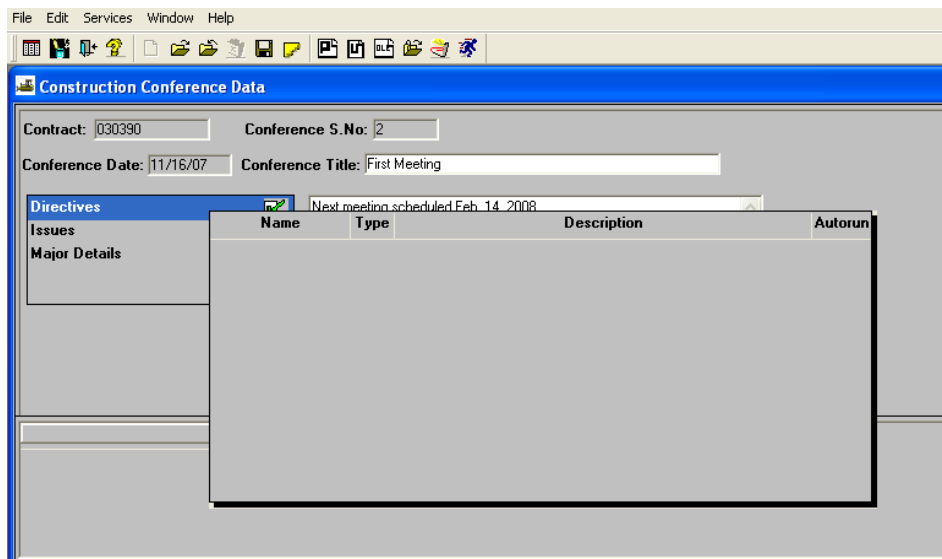 File Edit Services Window Help
Construction Conference Data
Contract: 030390 Conference S.No: 2
Conference Date: 11/16/07 Conference Title: First Meeting
Directives Next meeting scheduled Feb. 14, 2008
Issues
Major Details
Name Type Description Autorun